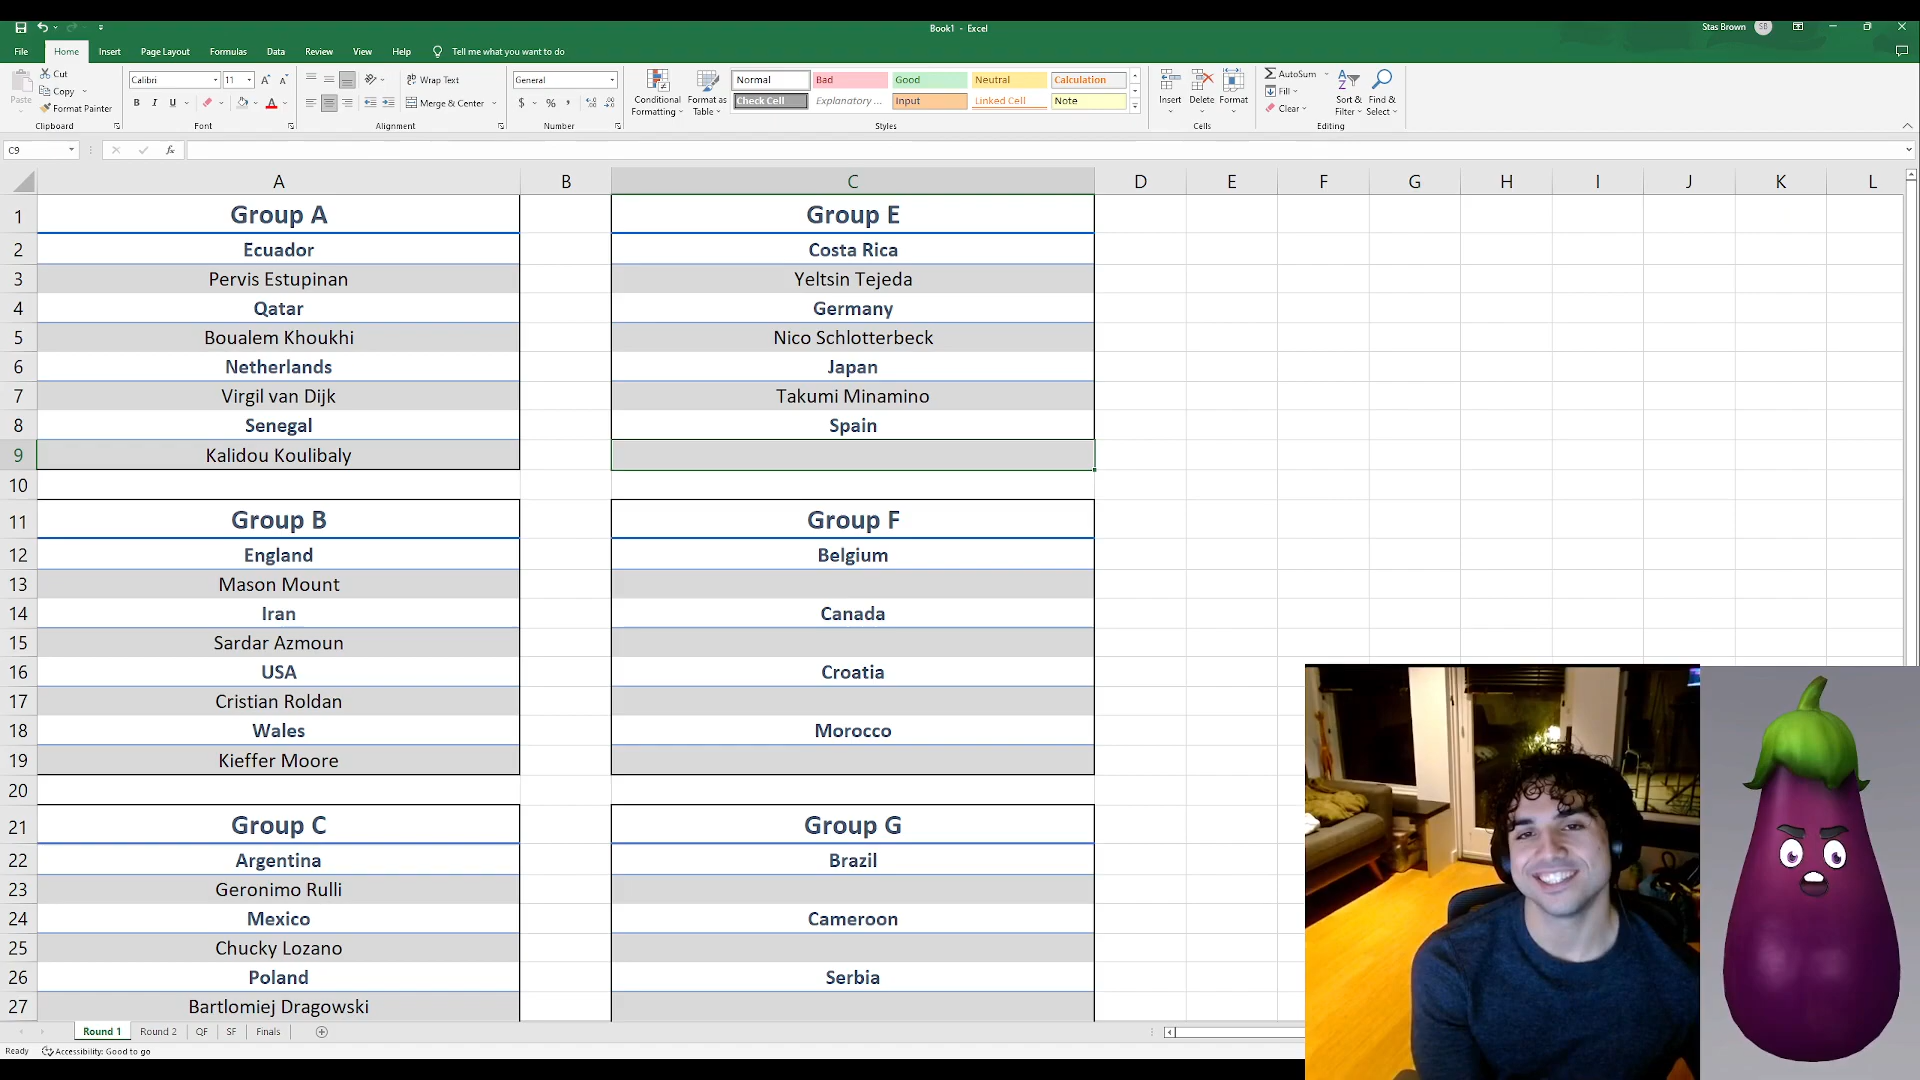 Book1 - Excel
Stas Brown
SB
File Home Insert Page Layout Formulas Data Review View Help Tell me what you want to do
Paste
Cut
Copy
Format Painter
Clipboard
Calibri 11
B I U
Font
Wrap Text
Merge & Center
Alignment
General
$ % ,
Number
Conditional Formatting
Format as Table
Normal Bad Good Neutral Calculation
Check Cell Explanatory ... Input Linked Cell Note
Styles
Insert Delete Format
Cells
AutoSum
Fill
Clear
Sort & Filter
Find & Select
Editing
C9 fx
A B C D E F G H I J K L
1 Group A Group E
2 Ecuador Costa Rica
3 Pervis Estupinan Yeltsin Tejeda
4 Qatar Germany
5 Boualem Khoukhi Nico Schlotterbeck
6 Netherlands Japan
7 Virgil van Dijk Takumi Minamino
8 Senegal Spain
9 Kalidou Koulibaly
10
11 Group B Group F
12 England Belgium
13 Mason Mount
14 Iran Canada
15 Sardar Azmoun
16 USA Croatia
17 Cristian Roldan
18 Wales Morocco
19 Kieffer Moore
20
21 Group C Group G
22 Argentina Brazil
23 Geronimo Rulli
24 Mexico Cameroon
25 Chucky Lozano
26 Poland Serbia
27 Bartlomiej Dragowski
Round 1 Round 2 QF SF Finals
Ready Accessibility: Good to go